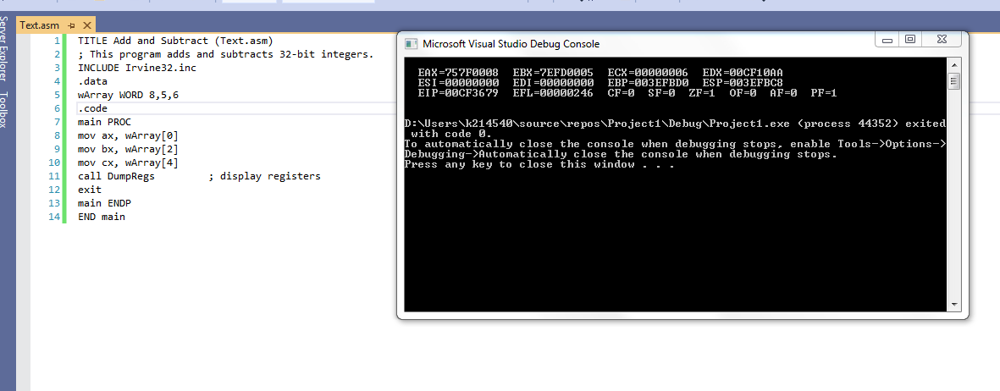 Server Explorer
Toolbox
Text.asm
1 TITLE Add and Subtract (Text.asm)
2 ; This program adds and subtracts 32-bit integers.
3 INCLUDE Irvine32.inc
4 .data
5 wArray WORD 8,5,6
6 .code
7 main PROC
8 mov ax, wArray[0]
9 mov bx, wArray[2]
10 mov cx, wArray[4]
11 call DumpRegs ; display registers
12 exit
13 main ENDP
14 END main
Microsoft Visual Studio Debug Console
EAX=757F0008 EBX=7EFD0005 ECX=00000006 EDX=00CF10AA
ESI=00000000 EDI=00000000 EBP=003EFBD0 ESP=003EFBC8
EIP=00CF3679 EFL=00000246 CF=0 SF=0 ZF=1 OF=0 AF=0 PF=1
D:\Users\k214540\source\repos\Project1\Debug\Project1.exe (process 44352) exited
with code 0.
To automatically close the console when debugging stops, enable Tools->Options->
Debugging->Automatically close the console when debugging stops.
Press any key to close this window . . .